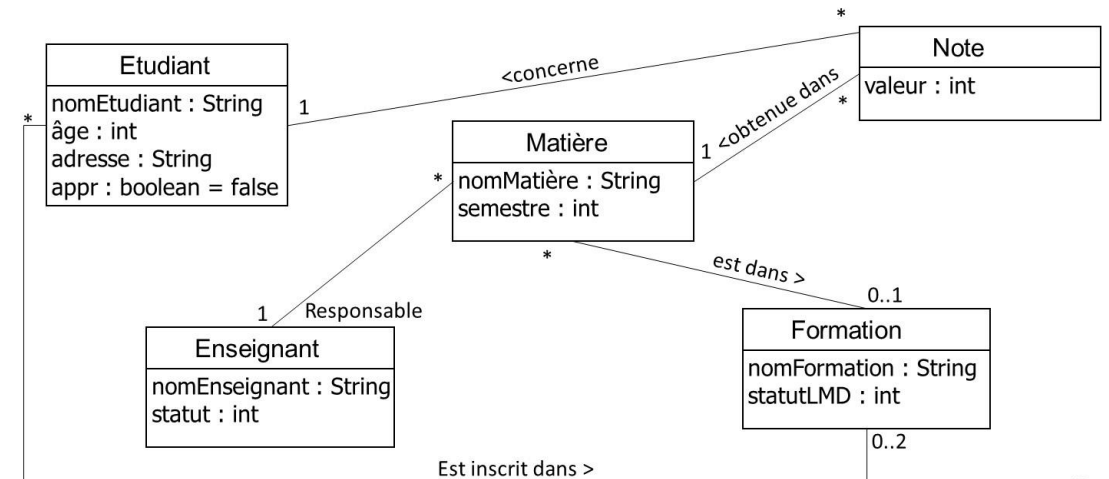 *
Note
valeur : int
<concerne
Etudiant
nomEtudiant : String
âge : int
adresse : String
appr : boolean = false
1
*
<obtenue dans
*
1
Matière
nomMatière : String
semestre : int
*
*
est dans >
0..1
1
Responsable
Enseignant
nomEnseignant : String
statut : int
Formation
nomFormation : String
statutLMD : int
0..2
Est inscrit dans >